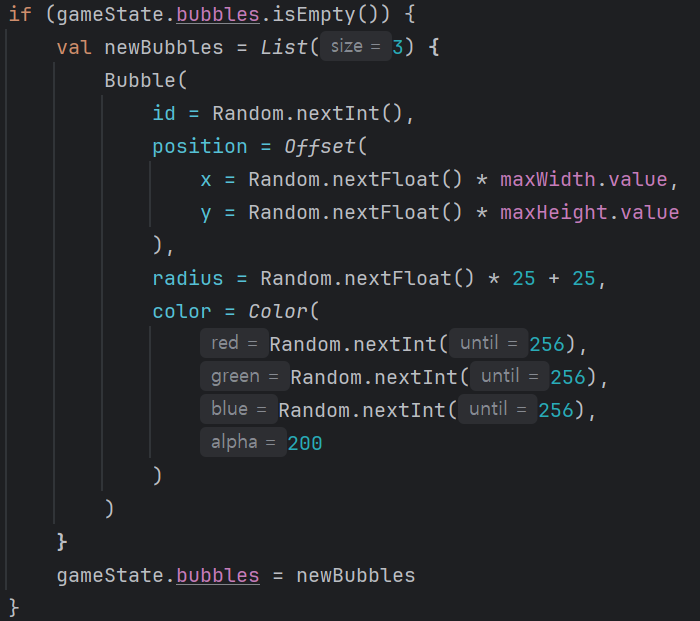 if (gameState.bubbles.isEmpty()) {
    val newBubbles = List( size = 3) {
        Bubble(
            id = Random.nextInt(),
            position = Offset(
                x = Random.nextFloat() * maxWidth.value,
                y = Random.nextFloat() * maxHeight.value
            ),
            radius = Random.nextFloat() * 25 + 25,
            color = Color(
                red = Random.nextInt( until = 256),
                green = Random.nextInt( until = 256),
                blue = Random.nextInt( until = 256),
                alpha = 200
            )
        )
    }
    gameState.bubbles = newBubbles
}